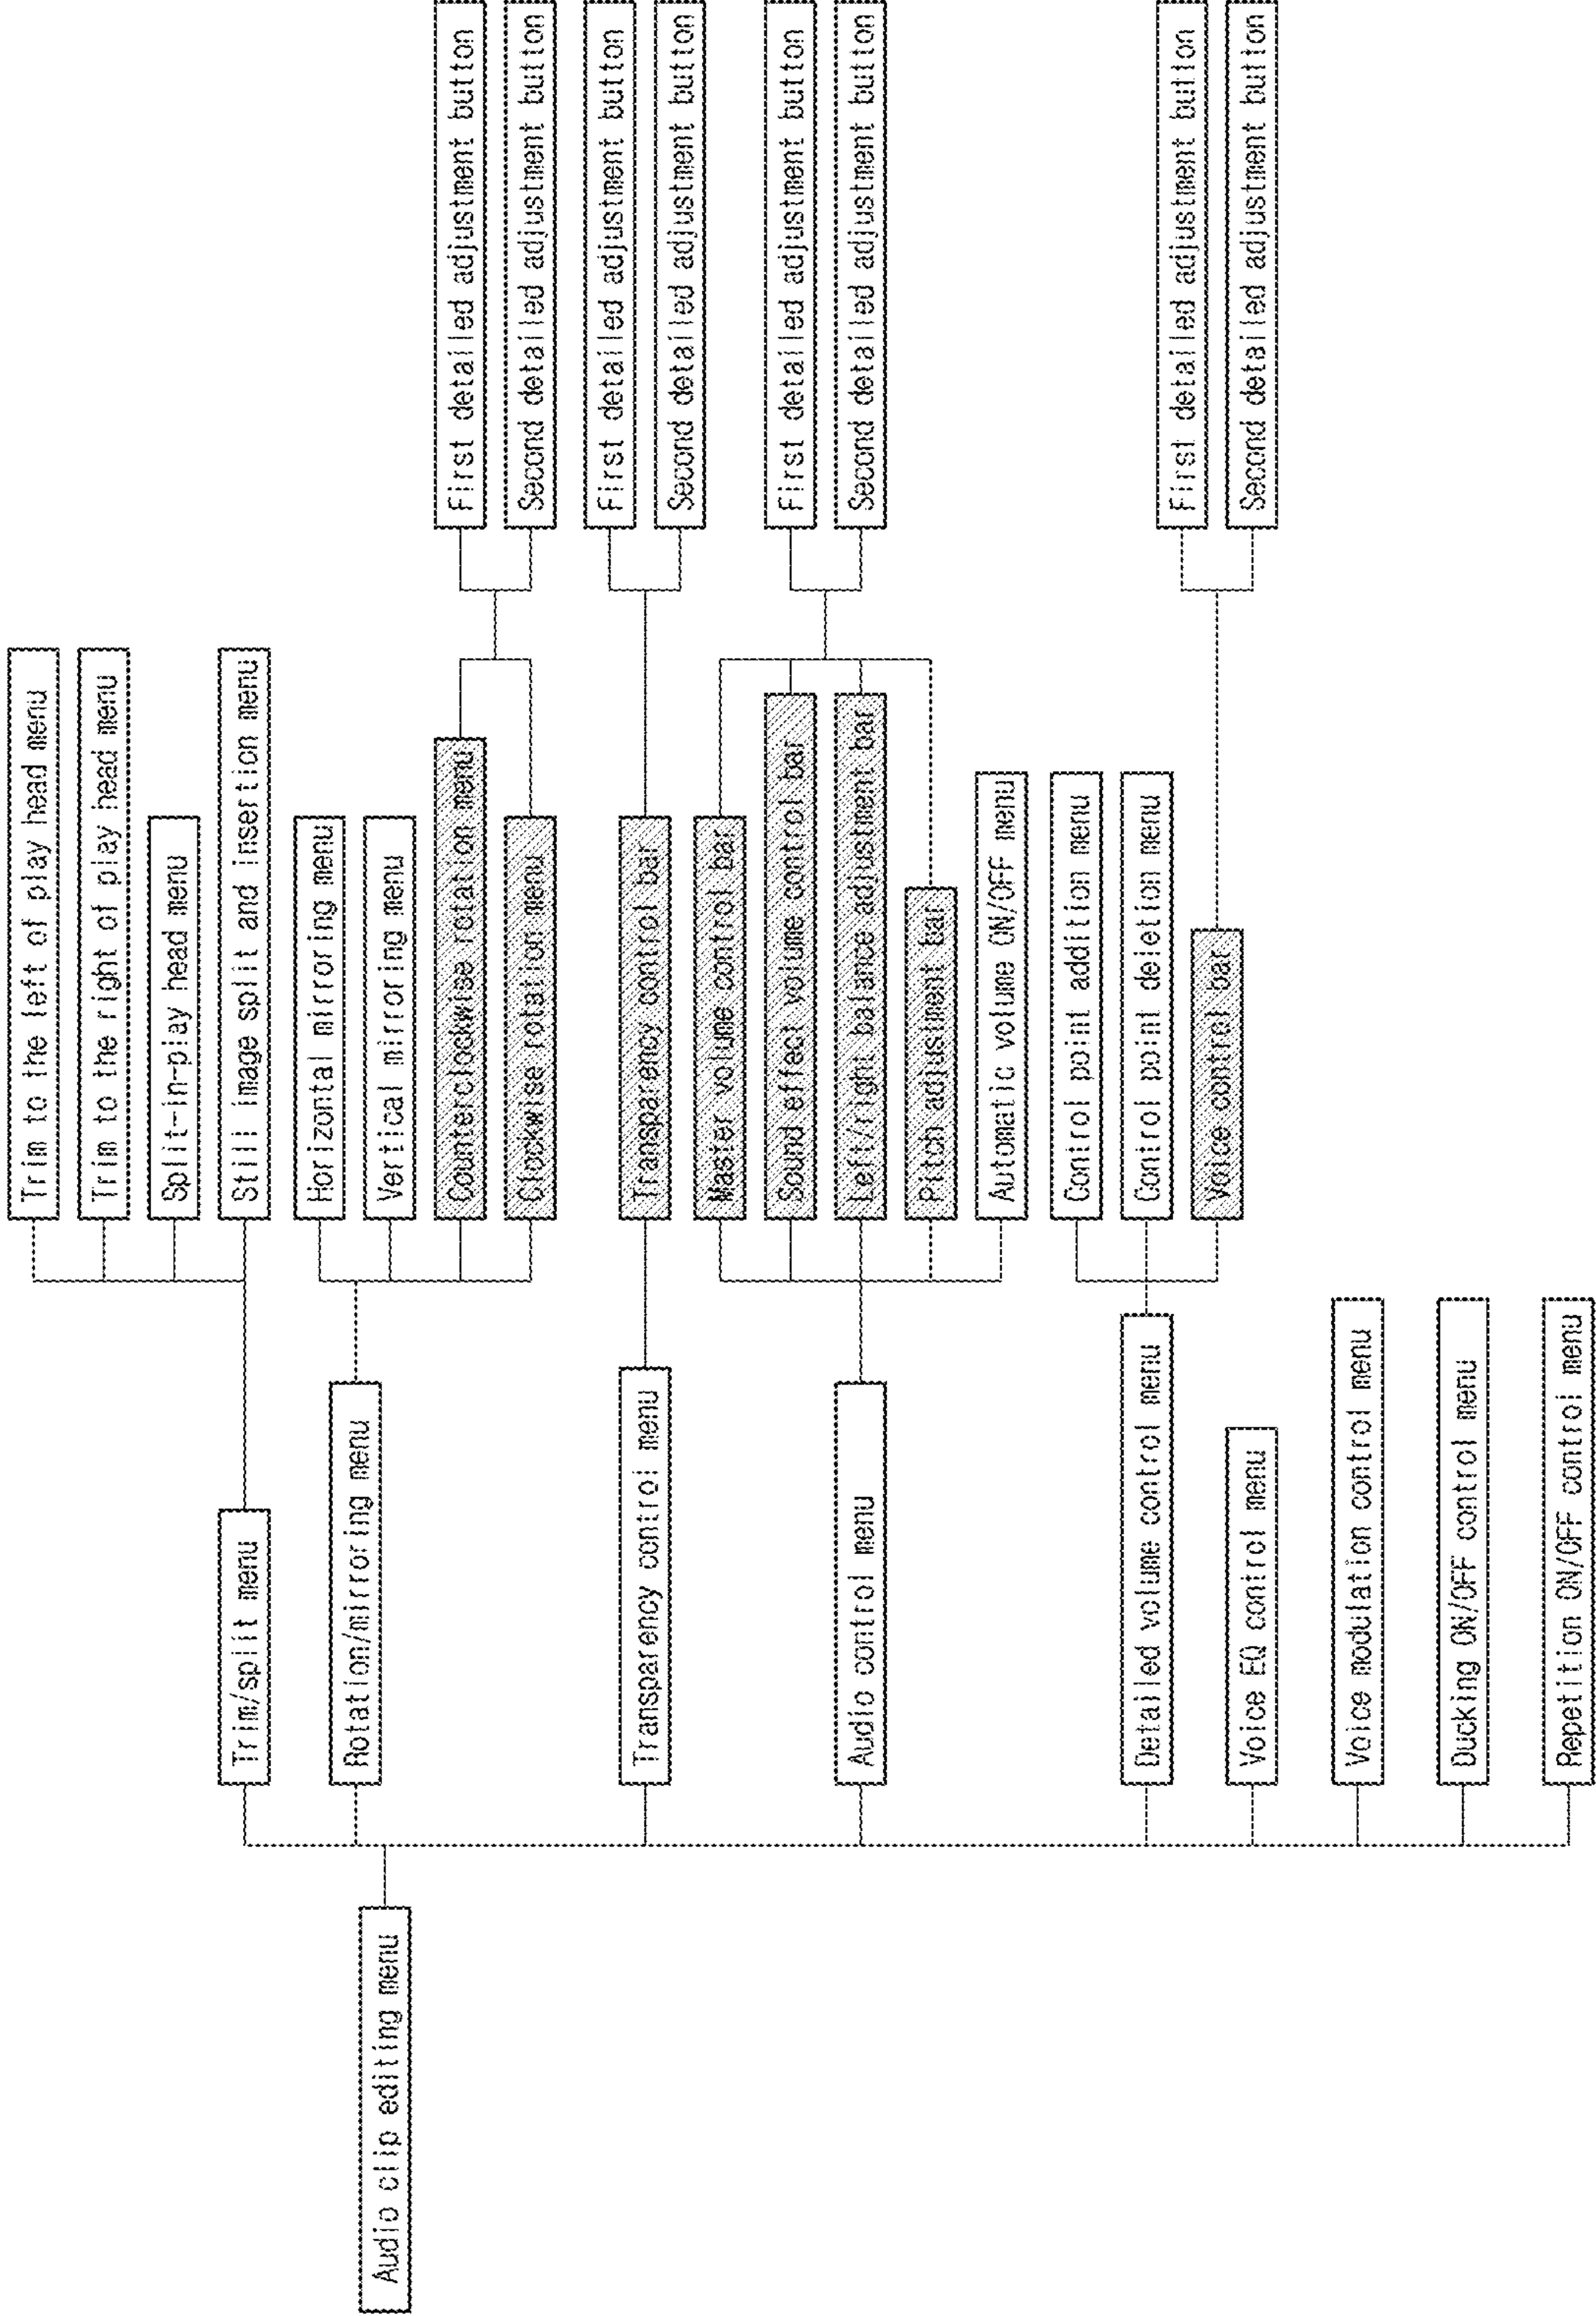 Audio clip editing menu
Trim/split menu
Trim to the left of play head menu
Trim to the right of play head menu
Split-in-play head menu
Still image split and insertion menu
Rotation/mirroring menu
Horizontal mirroring menu
Vertical mirroring menu
Counterclockwise rotation menu
Clockwise rotation menu
First detailed adjustment button
Second detailed adjustment button
Transparency control menu
Transparency control bar
First detailed adjustment button
Second detailed adjustment button
Audio control menu
Master volume control bar
Sound effect volume control bar
Left/right balance adjustment bar
Pitch adjustment bar
Automatic volume ON/OFF menu
First detailed adjustment button
Second detailed adjustment button
Detailed volume control menu
Control point addition menu
Control point deletion menu
Voice control bar
First detailed adjustment button
Second detailed adjustment button
Voice EQ control menu
Voice modulation control menu
Ducking ON/OFF control menu
Repetition ON/OFF control menu